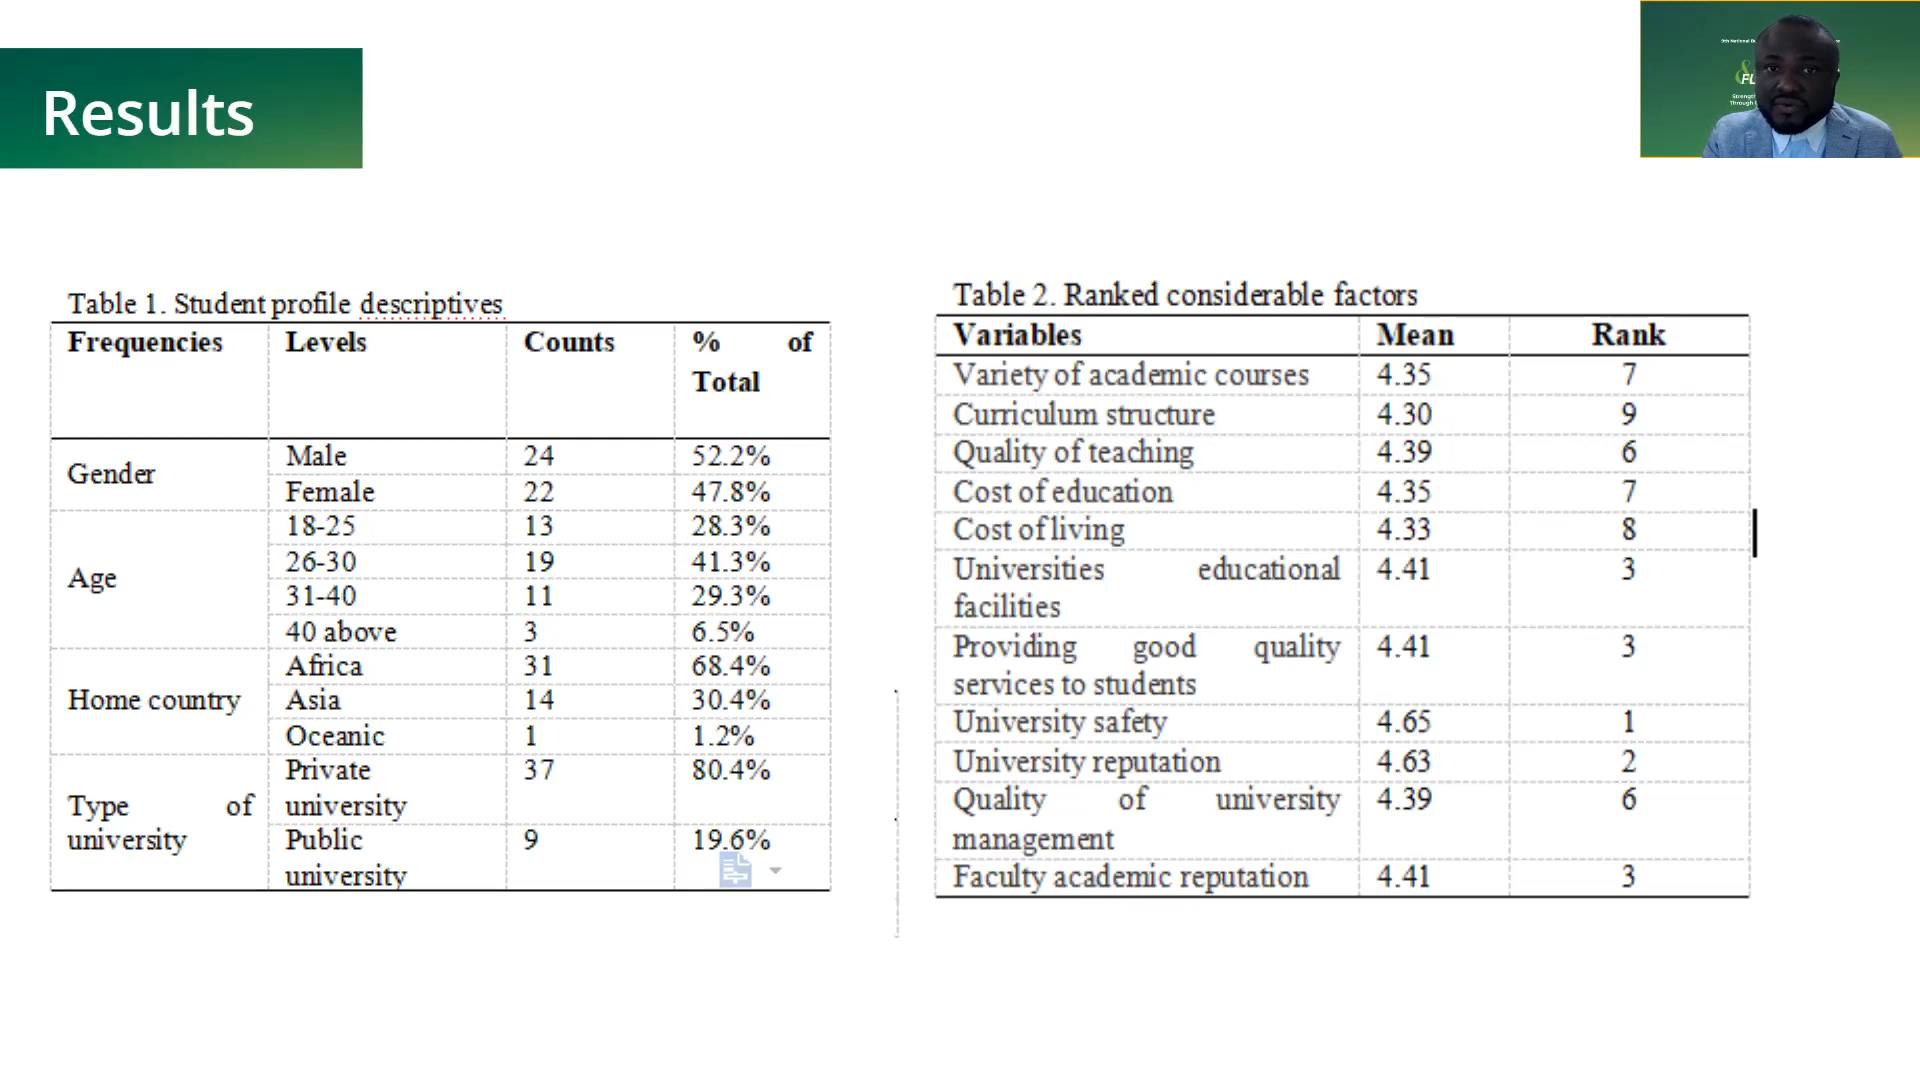 Results
9th National
FL
Through
Table 1. Student profile descriptives
Frequencies Levels Counts % of
Total
Gender Male 24 52.2%
Female 22 47.8%
Age 18-25 13 28.3%
26-30 19 41.3%
31-40 11 29.3%
40 above 3 6.5%
Home country Africa 31 68.4%
Asia 14 30.4%
Oceanic 1 1.2%
Type of university Private university 37 80.4%
Public university 9 19.6%
Table 2. Ranked considerable factors
Variables Mean Rank
Variety of academic courses 4.35 7
Curriculum structure 4.30 9
Quality of teaching 4.39 6
Cost of education 4.35 7
Cost of living 4.33 8
Universities educational 4.41 3
facilities
Providing good quality 4.41 3
services to students
University safety 4.65 1
University reputation 4.63 2
Quality of university 4.39 6
management
Faculty academic reputation 4.41 3